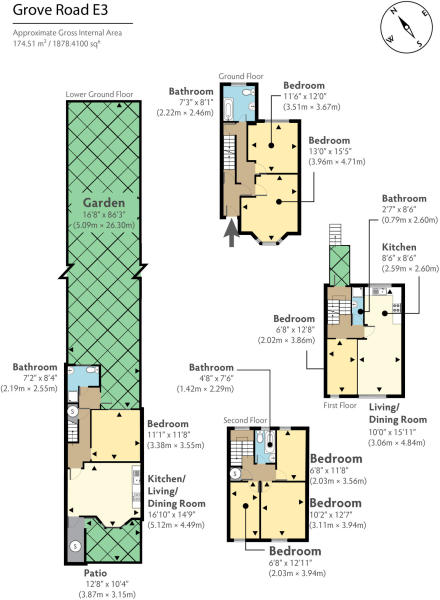 Grove Road E3
Approximate Gross Internal Area
174.51 m² / 1878.4100 sq²
N
E
S
W
Lower Ground Floor
Garden
16'8" x 86'3"
(5.09m × 26.30m)
Bathroom
7'2" x 8'4"
(2.19m × 2.55m)
S
Bedroom
11'1" x 11'8"
(3.38m × 3.55m)
Kitchen/
Living/
Dining Room
16'10" x 14'9"
(5.12m × 4.49m)
S
Patio
12'8" x 10'4"
(3.87m × 3.15m)
Ground Floor
Bathroom
7'3" x 8'1"
(2.22m × 2.46m)
Bedroom
11'6" x 12'0"
(3.51m × 3.67m)
Bedroom
13'0" x 15'5"
(3.96m × 4.71m)
Bathroom
2'7" x 8'6"
(0.79m x 2.60m)
Kitchen
8'6" x 8'6"
(2.59m × 2.60m)
Bedroom
6'8" x 12'8"
(2.02m × 3.86m)
First Floor
Living/
Dining Room
10'0" x 15'11"
(3.06m × 4.84m)
Bathroom
4'8" x 7'6"
(1.42m × 2.29m)
Second Floor
S
Bedroom
6'8" x 11'8"
(2.03m × 3.56m)
Bedroom
10'2" x 12'7"
(3.11m × 3.94m)
Bedroom
6'8" x 12'11"
(2.03m × 3.94m)